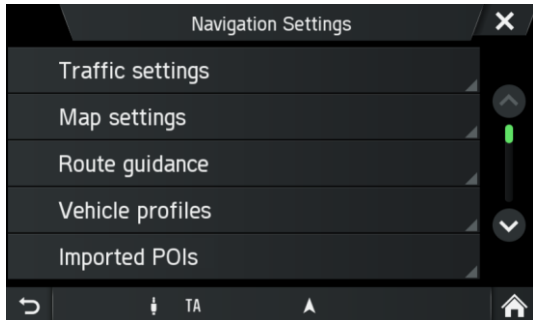 Navigation Settings
Traffic settings
Map settings
Route guidance
Vehicle profiles
Imported POIs
TA